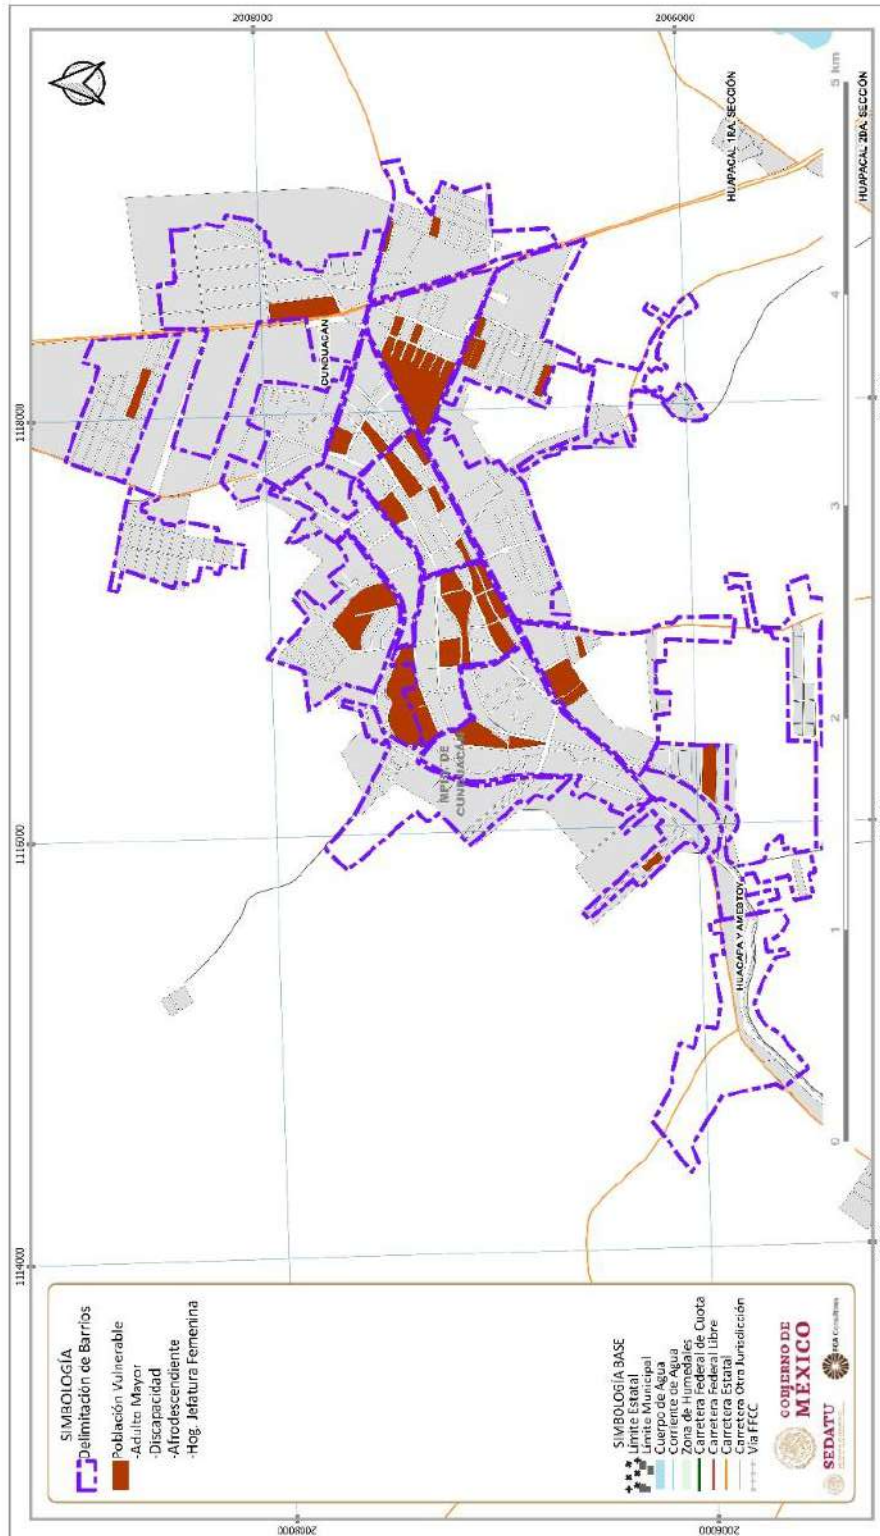 2008000
2006000
1118000
1116000
1114000
2008000
2006000
CUNDUACÁN
MPIO. DE
CUNDUACÁN
HUAPACAL 1RA. SECCIÓN
HUAPACAL 2DA. SECCIÓN
HUACAPA Y AMESTOY
0 1 2 3 4 5 km
SIMBOLOGÍA
Delimitación de Barrios
Población Vulnerable
-Adulto Mayor
-Discapacidad
-Afrodescendiente
-Hog. Jefatura Femenina
SIMBOLOGÍA BASE
Límite Estatal
Límite Municipal
Cuerpo de Agua
Corriente de Agua
Zona de Humedales
Carretera Federal de Cuota
Carretera Federal Libre
Carretera Estatal
Carretera Otra Jurisdicción
Vía FFCC
GOBIERNO DE
MÉXICO
SEDATU